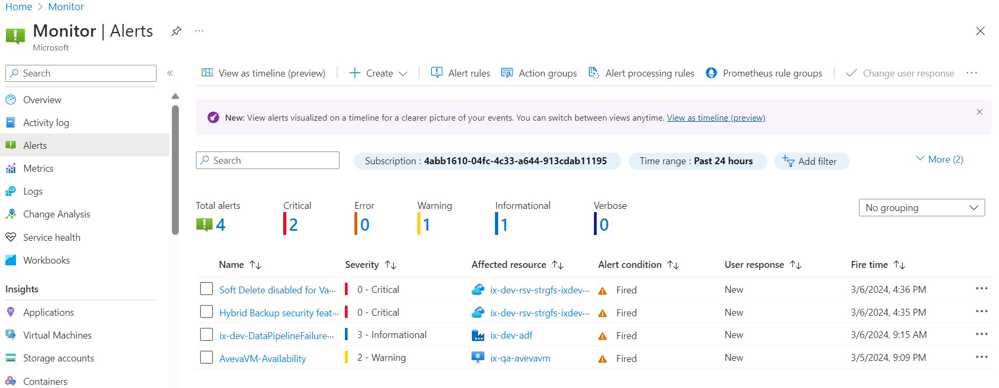 Home > Monitor
Monitor | Alerts
Microsoft
Search
Overview
Activity log
Alerts
Metrics
Logs
Change Analysis
Service health
Workbooks
Insights
Applications
Virtual Machines
Storage accounts
Containers
View as timeline (preview) Create Alert rules Action groups Alert processing rules Prometheus rule groups Change user response
New: View alerts visualized on a timeline for a clearer picture of your events. You can switch between views anytime. View as timeline (preview)
Search Subscription : 4abb1610-04fc-4c33-a644-913cdab11195 Time range : Past 24 hours Add filter More (2)
Total alerts Critical Error Warning Informational Verbose
4 2 0 1 1 0
No grouping
Name Severity Affected resource Alert condition User response Fire time
Soft Delete disabled for Va... 0 - Critical ix-dev-rsv-strgfs-ixdev... Fired New 3/6/2024, 4:36 PM
Hybrid Backup security feat... 0 - Critical ix-dev-rsv-strgfs-ixdev... Fired New 3/6/2024, 4:35 PM
ix-dev-DataPipelineFailure... 3 - Informational ix-dev-adf Fired New 3/6/2024, 9:15 AM
AvevaVM-Availability 2 - Warning ix-qa-avevavm Fired New 3/5/2024, 9:09 PM